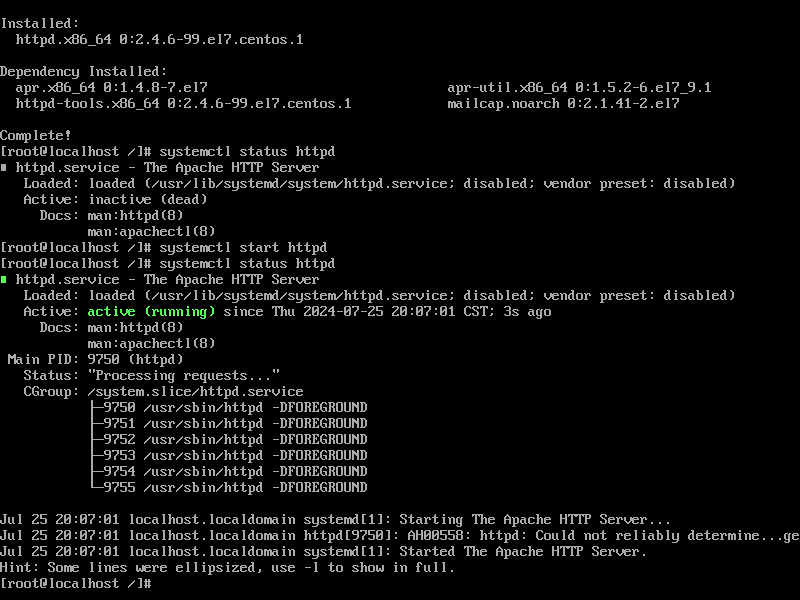 Installed:
  httpd.x86_64 0:2.4.6-99.el7.centos.1

Dependency Installed:
  apr.x86_64 0:1.4.8-7.el7                              apr-util.x86_64 0:1.5.2-6.el7_9.1
  httpd-tools.x86_64 0:2.4.6-99.el7.centos.1            mailcap.noarch 0:2.1.41-2.el7

Complete!
[root@localhost /]# systemctl status httpd
■ httpd.service - The Apache HTTP Server
   Loaded: loaded (/usr/lib/systemd/system/httpd.service; disabled; vendor preset: disabled)
   Active: inactive (dead)
     Docs: man:httpd(8)
           man:apachectl(8)
[root@localhost /]# systemctl start httpd
[root@localhost /]# systemctl status httpd
■ httpd.service - The Apache HTTP Server
   Loaded: loaded (/usr/lib/systemd/system/httpd.service; disabled; vendor preset: disabled)
   Active: active (running) since Thu 2024-07-25 20:07:01 CST; 3s ago
     Docs: man:httpd(8)
           man:apachectl(8)
 Main PID: 9750 (httpd)
   Status: "Processing requests..."
   CGroup: /system.slice/httpd.service
           ├─9750 /usr/sbin/httpd -DFOREGROUND
           ├─9751 /usr/sbin/httpd -DFOREGROUND
           ├─9752 /usr/sbin/httpd -DFOREGROUND
           ├─9753 /usr/sbin/httpd -DFOREGROUND
           ├─9754 /usr/sbin/httpd -DFOREGROUND
           └─9755 /usr/sbin/httpd -DFOREGROUND

Jul 25 20:07:01 localhost.localdomain systemd[1]: Starting The Apache HTTP Server...
Jul 25 20:07:01 localhost.localdomain httpd[9750]: AH00558: httpd: Could not reliably determine...ge
Jul 25 20:07:01 localhost.localdomain systemd[1]: Started The Apache HTTP Server.
Hint: Some lines were ellipsized, use -l to show in full.
[root@localhost /]#